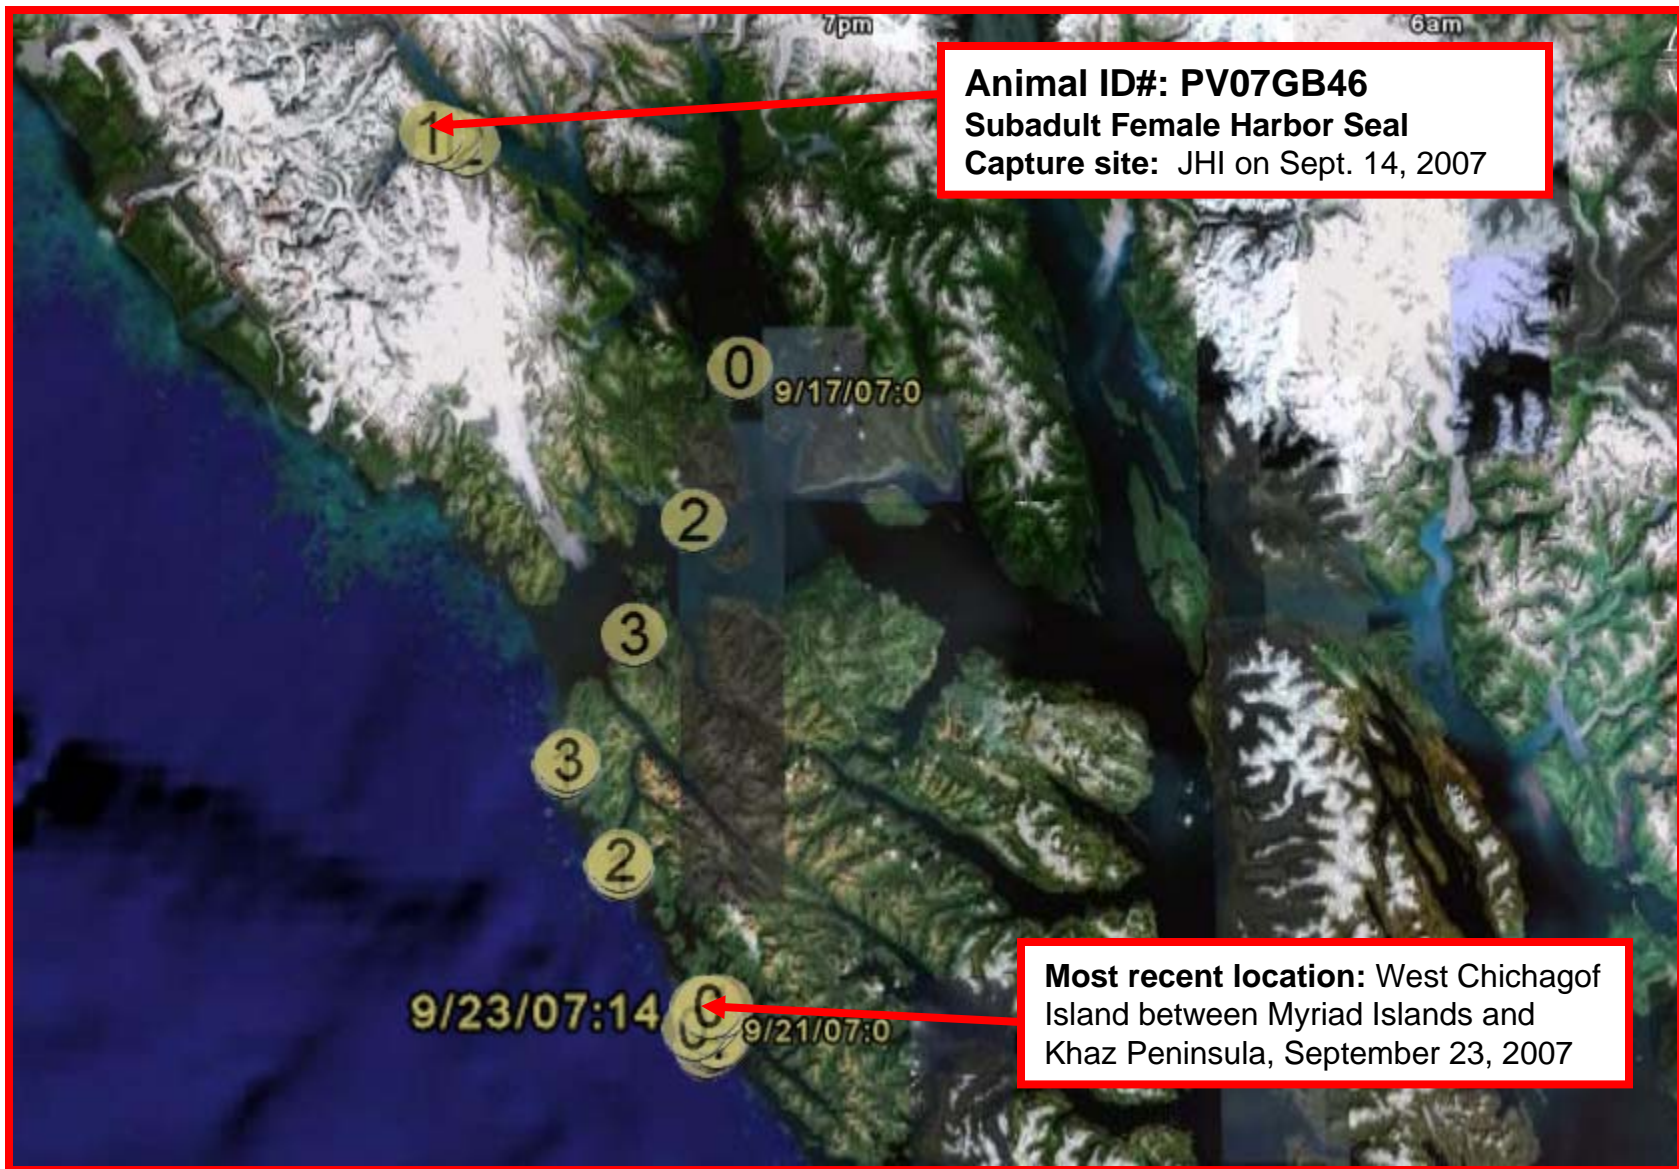 7pm
6am
Animal ID#: PV07GB46
Subadult Female Harbor Seal
Capture site: JHI on Sept. 14, 2007
1
0
9/17/07:0
2
3
3
2
9/23/07:14
9/21/07:0
Most recent location: West Chichagof
Island between Myriad Islands and
Khaz Peninsula, September 23, 2007